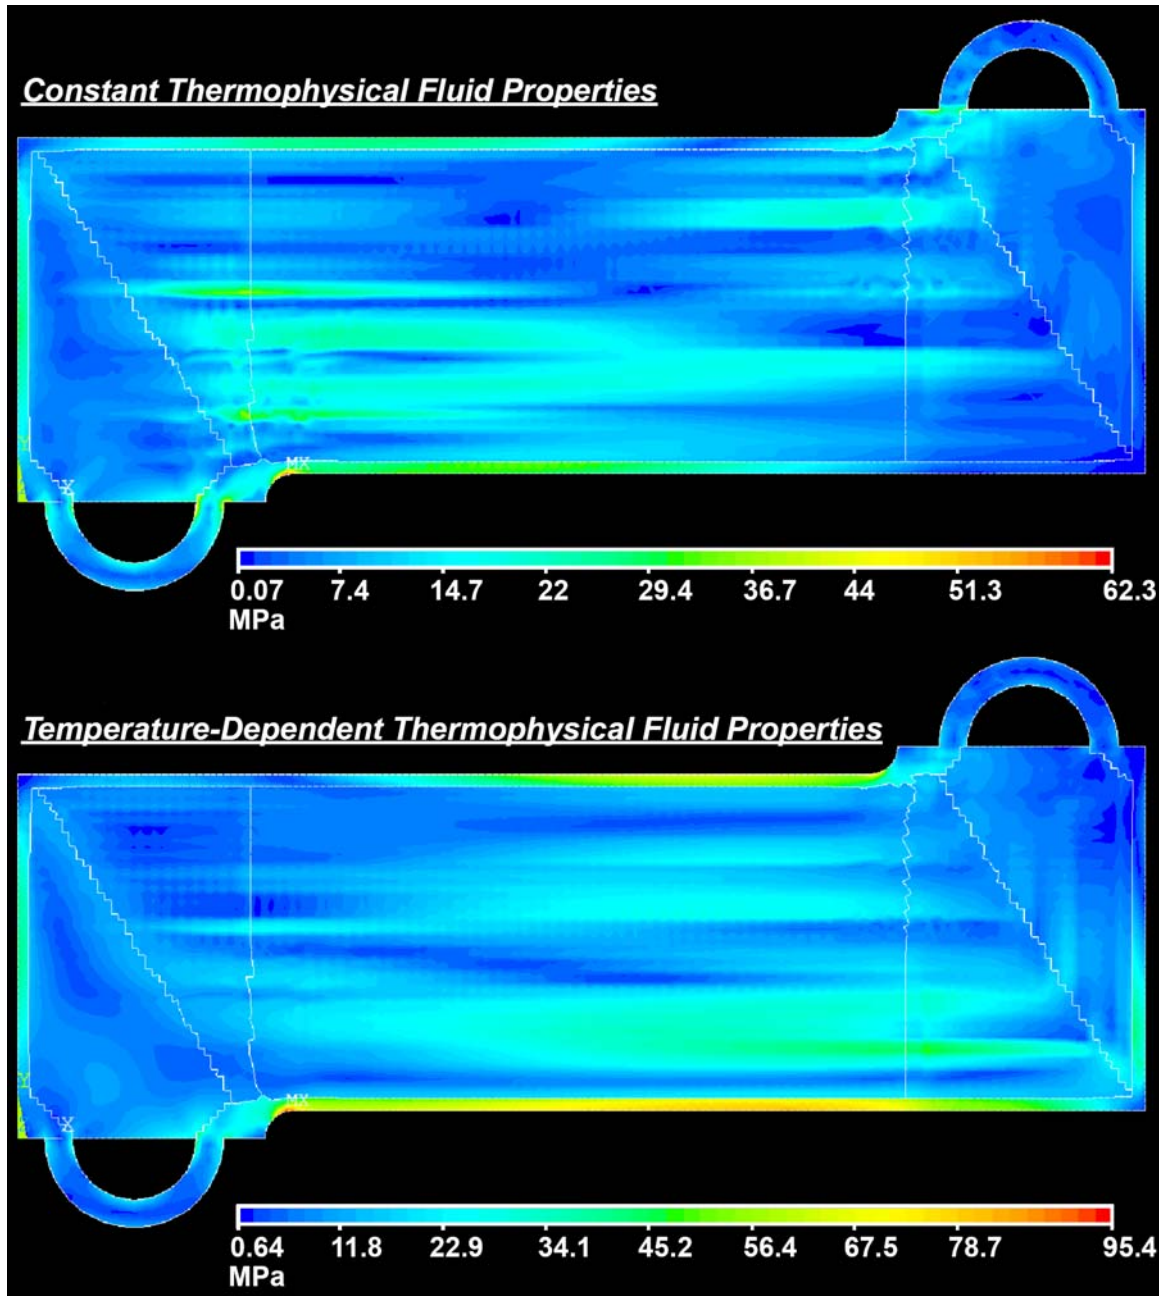 Constant Thermophysical Fluid Properties
Y
MX
X
0.07 7.4 14.7 22 29.4 36.7 44 51.3 62.3
MPa
Temperature-Dependent Thermophysical Fluid Properties
Y
MX
X
0.64 11.8 22.9 34.1 45.2 56.4 67.5 78.7 95.4
MPa